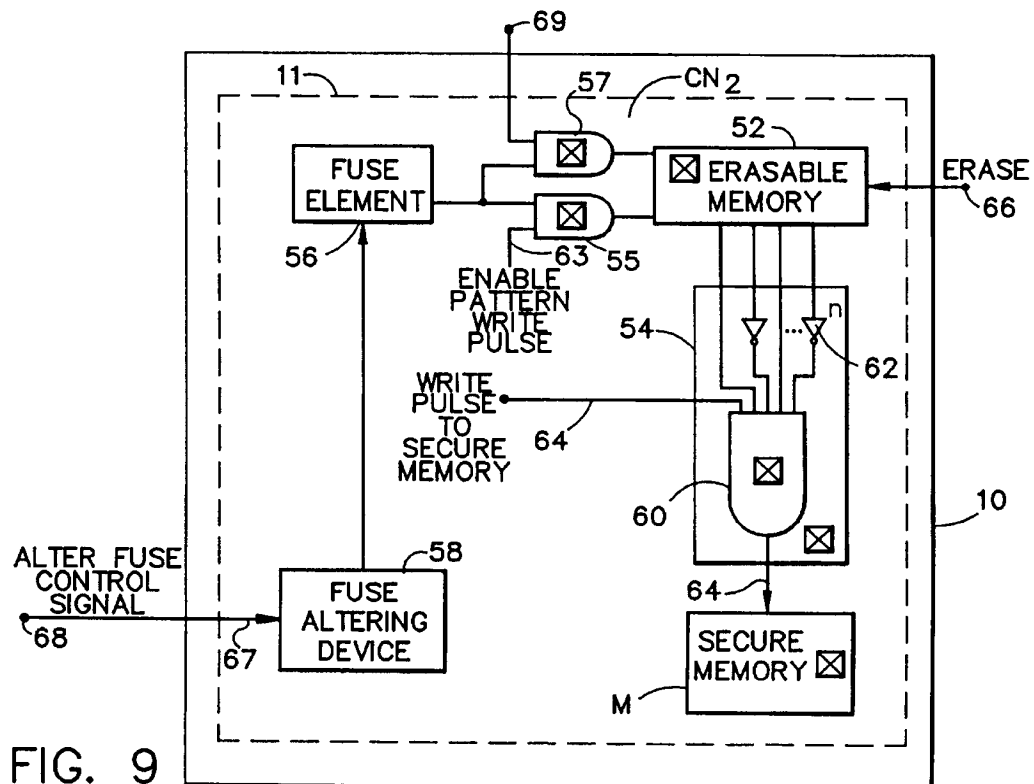 69
11
CN2
57
52
FUSE
ELEMENT
ERASABLE
MEMORY
ERASE
66
56
63
55
ENABLE
PATTERN
WRITE
PULSE
54
n
...
62
WRITE
PULSE
TO
SECURE
MEMORY
64
60
10
ALTER FUSE
CONTROL
SIGNAL
68
67
58
FUSE
ALTERING
DEVICE
64
SECURE
MEMORY
M
FIG. 9